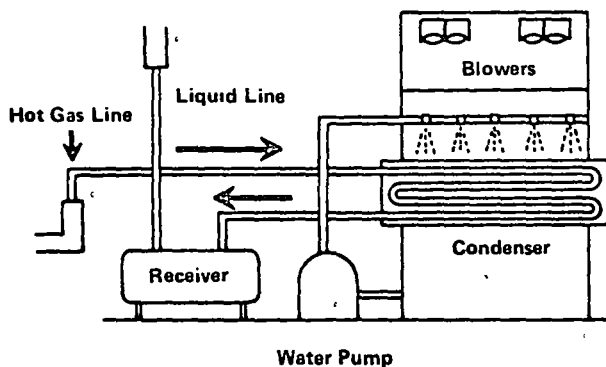 Blowers
Liquid Line
Hot Gas Line
Receiver
Condenser
Water Pump